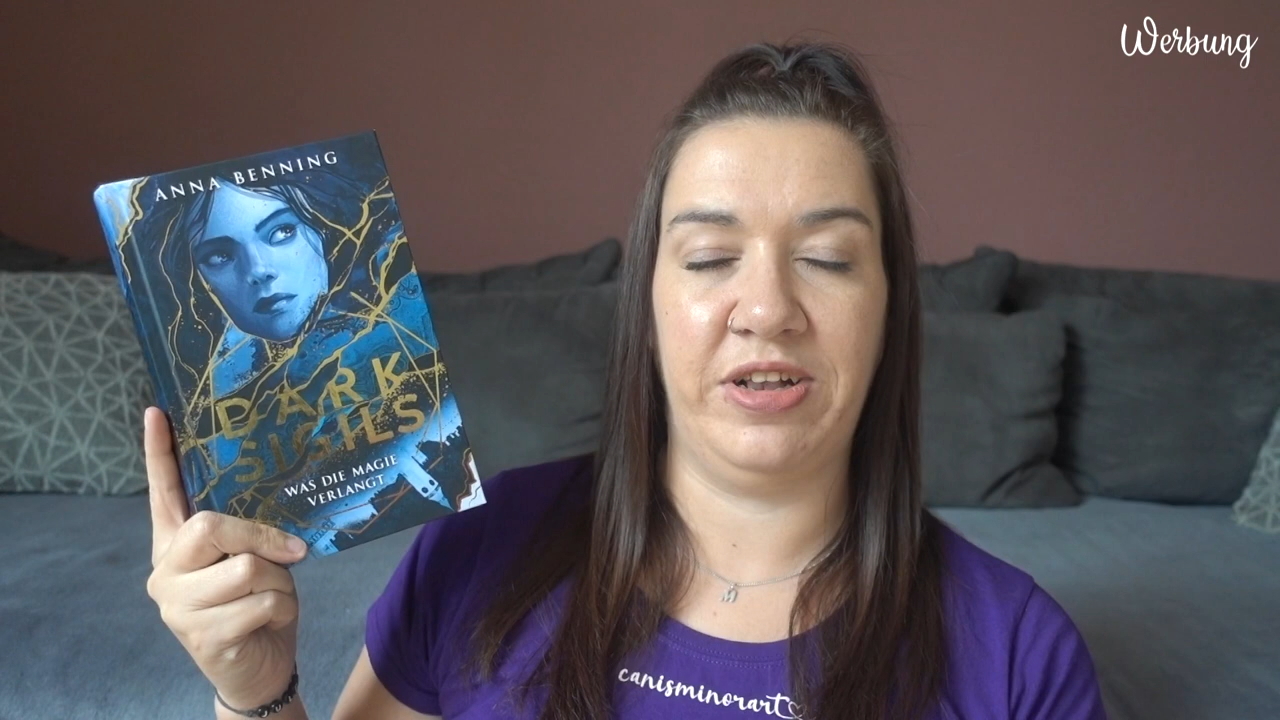 Werbung
ANNA BENNING
DARK
SIGILS
WAS DIE MAGIE
VERLANGT
canisminorart